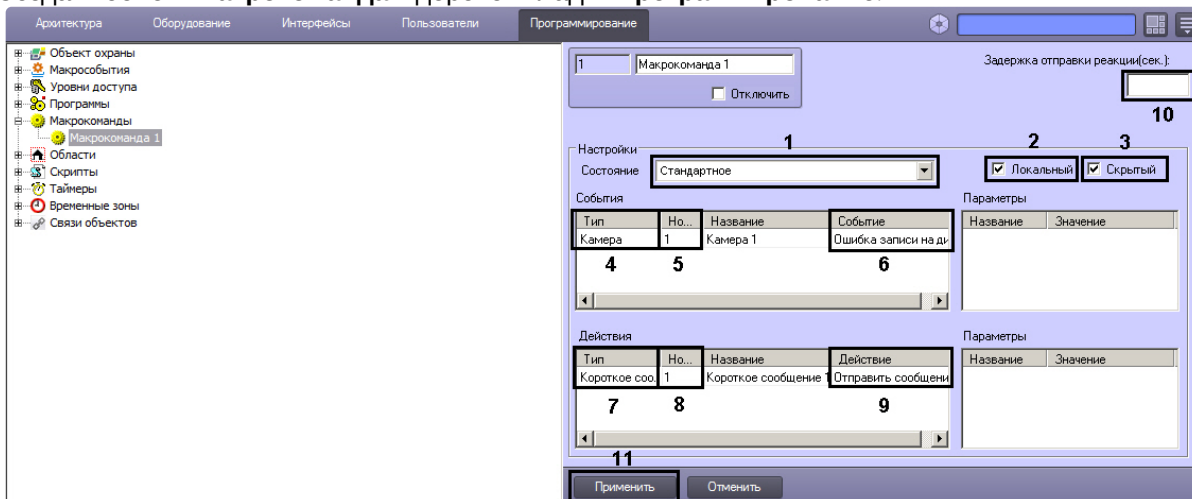 Архитектура Оборудование Интерфейсы Пользователи Программирование
Объект охраны
Макрособытия
Уровни доступа
Программы
Макрокоманды
Макрокоманда 1
Области
Скрипты
Таймеры
Временные зоны
Связи объектов
1 Макрокоманда 1
Отключить
Задержка отправки реакции(сек.):
10
Настройки
1 2 3
Состояние Стандартное Локальный Скрытый
События Параметры
Тип Но... Название Событие Название Значение
Камера 1 Камера 1 Ошибка записи на ди
4 5 6
Действия Параметры
Тип Но... Название Действие Название Значение
Короткое соо. 1 Короткое сообщение 1 Отправить сообщени
7 8 9
11
Применить Отменить